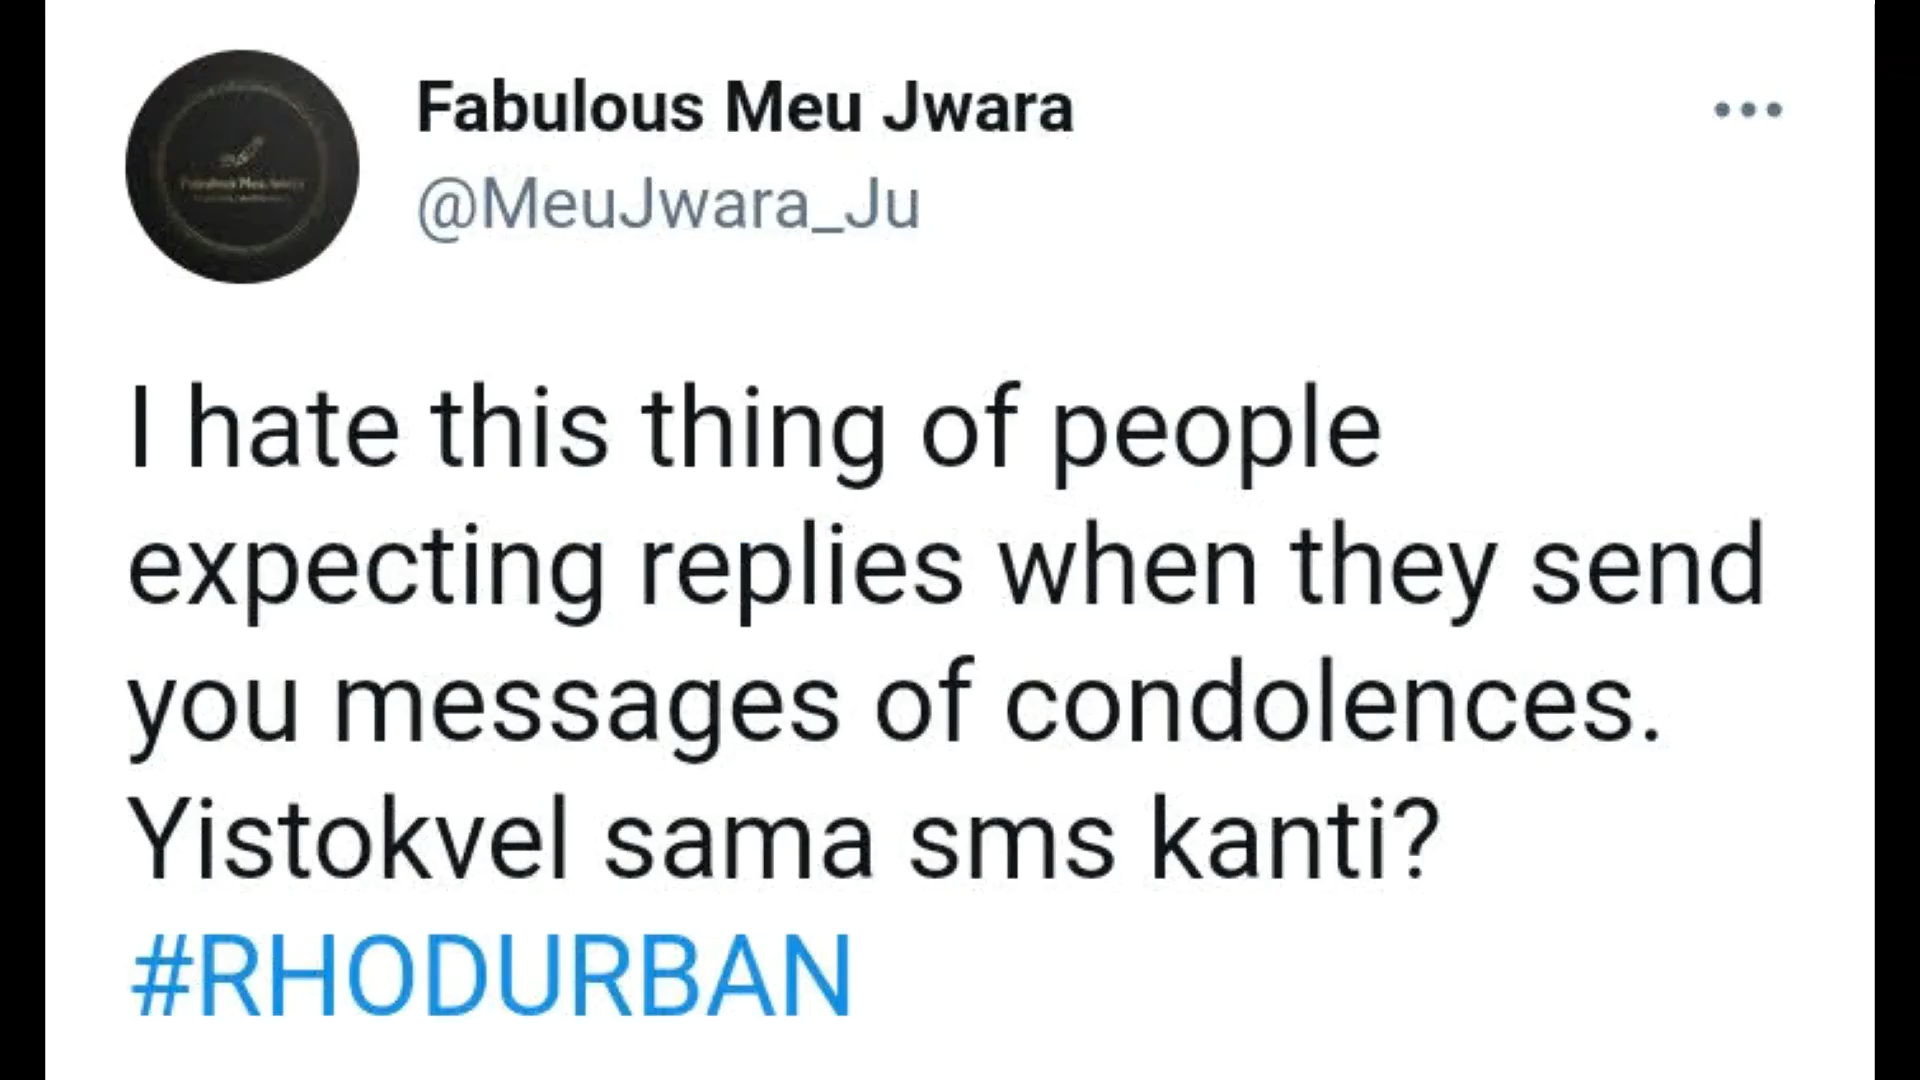 Fabulous Meu Jwara
@MeuJwara_Ju
I hate this thing of people
expecting replies when they send
you messages of condolences.
Yistokvel sama sms kanti?
#RHODURBAN